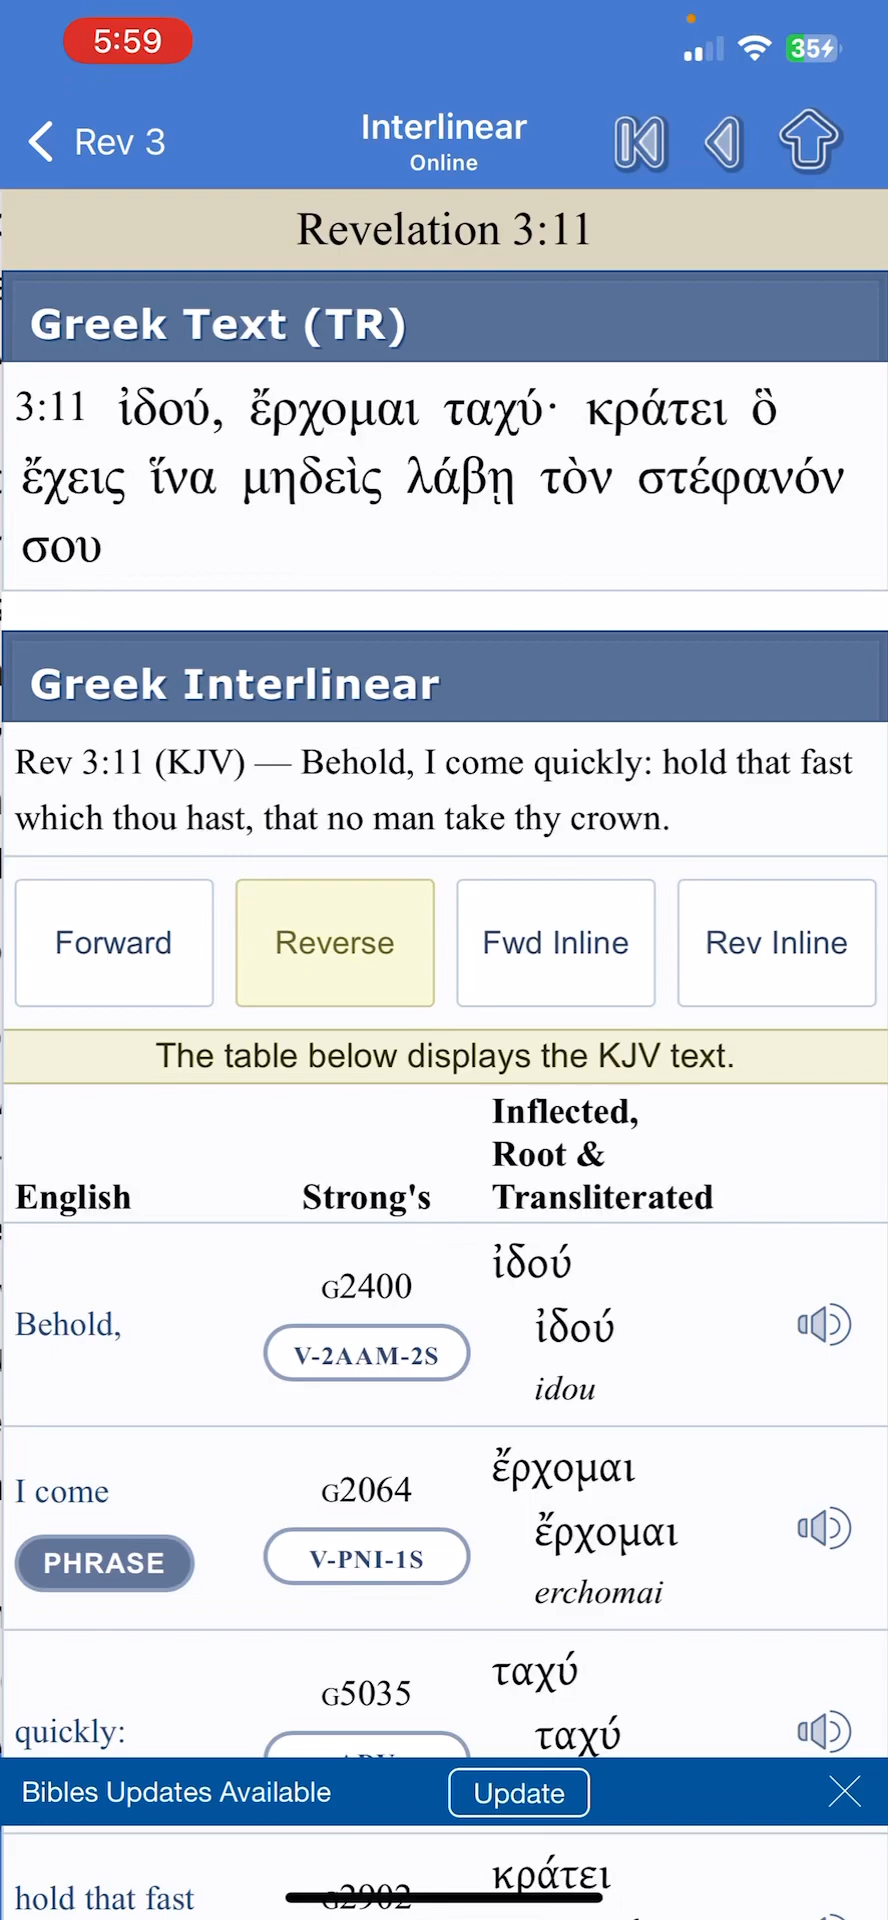 5:59
35
Rev 3
Interlinear
Online
Revelation 3:11
Greek Text (TR)
3:11 ἰδού, ἔρχομαι ταχύ· κράτει ὃ
ἔχεις ἵνα μηδεὶς λάβῃ τὸν στέφανόν
σου
Greek Interlinear
Rev 3:11 (KJV) — Behold, I come quickly: hold that fast
which thou hast, that no man take thy crown.
Forward
Reverse
Fwd Inline
Rev Inline
The table below displays the KJV text.
English
Strong's
Inflected,
Root &
Transliterated
Behold,
G2400
V-2AAM-2S
ἰδού
ἰδού
idou
I come
PHRASE
G2064
V-PNI-1S
ἔρχομαι
ἔρχομαι
erchomai
quickly:
G5035
ταχύ
ταχύ
Bibles Updates Available
Update
hold that fast
G2902
κράτει